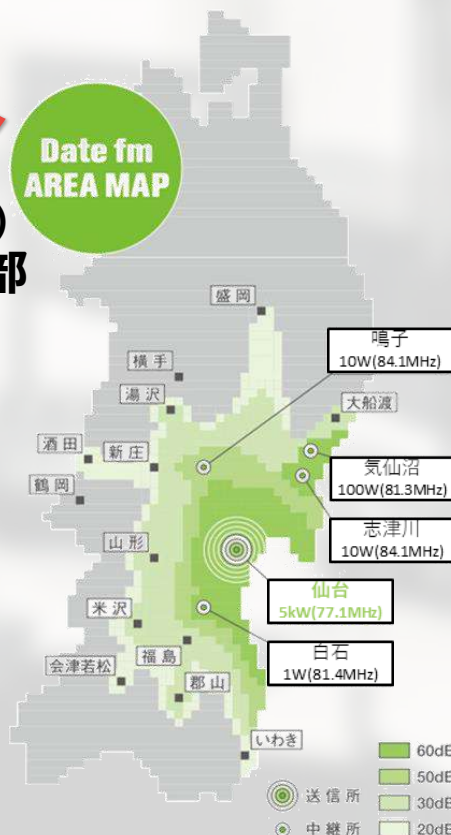 Date fm
AREA MAP
)
部
盛岡
鳴子
10W(84.1MHz)
横手
湯沢
大船渡
酒田
新庄
気仙沼
100W(81.3MHz)
鶴岡
志津川
10W(84.1MHz)
山形
仙台
5kW(77.1MHz)
米沢
白石
1W(81.4MHz)
福島
会津若松
郡山
いわき
60dB
50dB
送信所
30dB
中継所
20dB